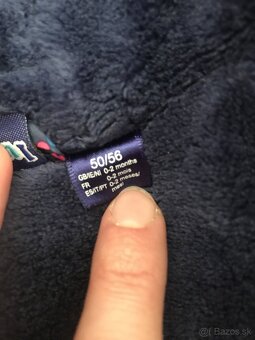 50/56
GB/IE/NI 0-2 months
FR 0-2 mois
ES/IT/PT 0-2 meses/
mesi
© Bazos.sk